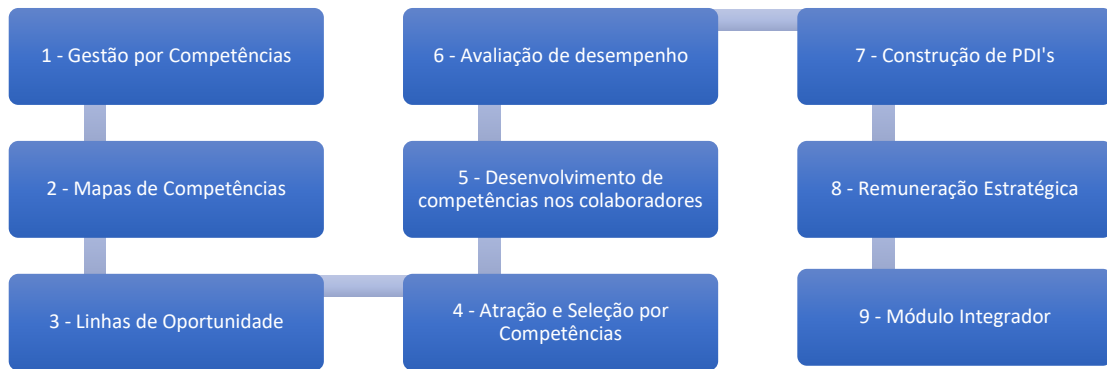 1 - Gestão por Competências
2 - Mapas de Competências
3 - Linhas de Oportunidade
4 - Atração e Seleção por
Competências
5 - Desenvolvimento de
competências nos colaboradores
6 - Avaliação de desempenho
7 - Construção de PDI's
8 - Remuneração Estratégica
9 - Módulo Integrador